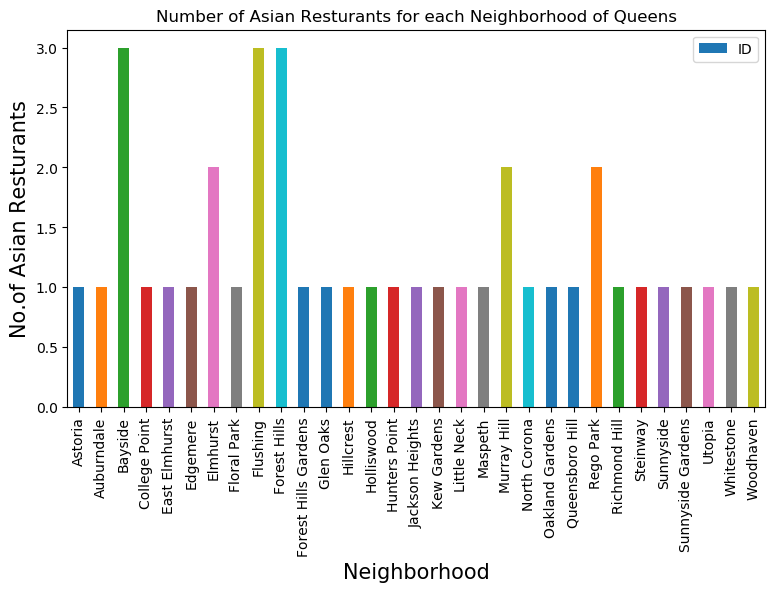 Number of Asian Resturants for each Neighborhood of Queens
ID
No.of Asian Resturants
3.0
2.5
2.0
1.5
1.0
0.5
0.0
Astoria
Auburndale
Bayside
College Point
East Elmhurst
Edgemere
Elmhurst
Floral Park
Flushing
Forest Hills
Forest Hills Gardens
Glen Oaks
Hillcrest
Holliswood
Hunters Point
Jackson Heights
Kew Gardens
Little Neck
Maspeth
Murray Hill
North Corona
Oakland Gardens
Queensboro Hill
Rego Park
Richmond Hill
Steinway
Sunnyside
Sunnyside Gardens
Utopia
Whitestone
Woodhaven
Neighborhood